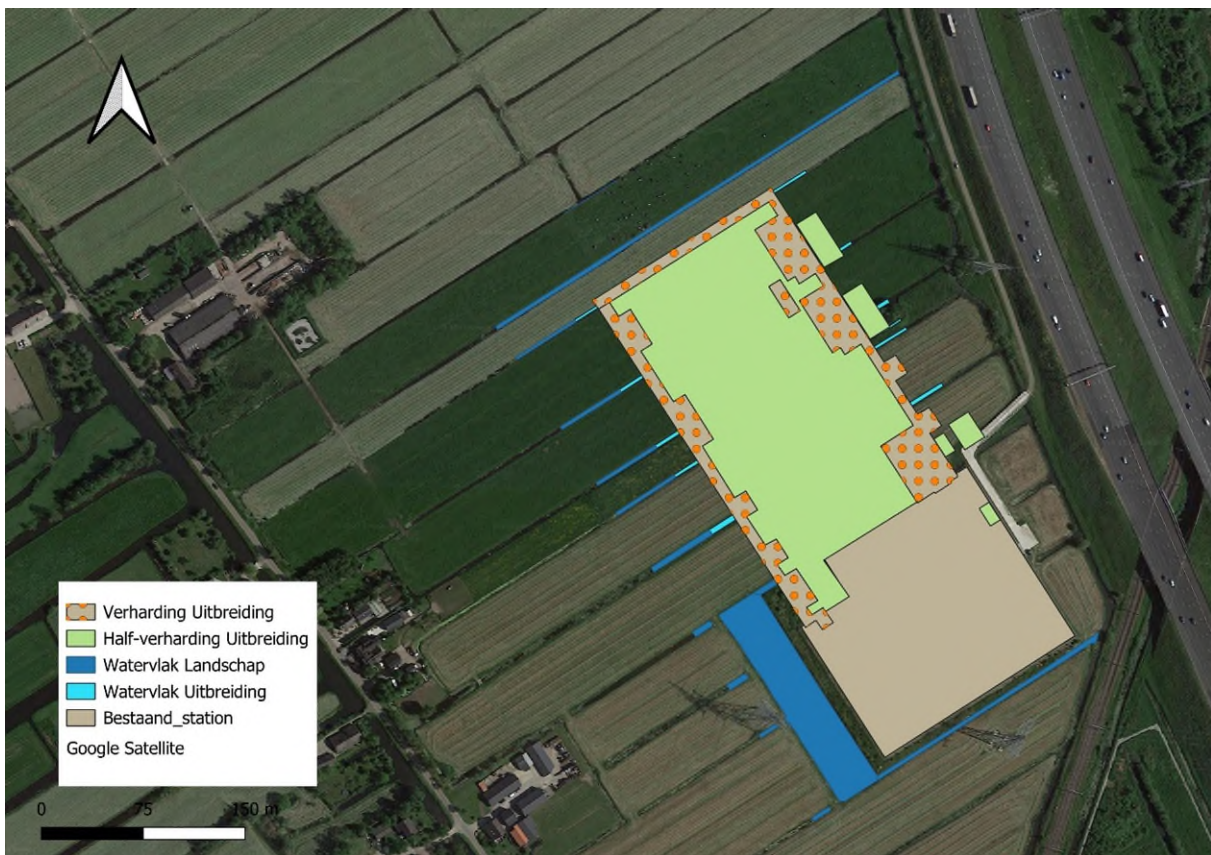 Verharding Uitbreiding
Half-verharding Uitbreiding
Watervlak Landschap
Watervlak Uitbreiding
Bestaand_station
Google Satellite
0 75 150 m